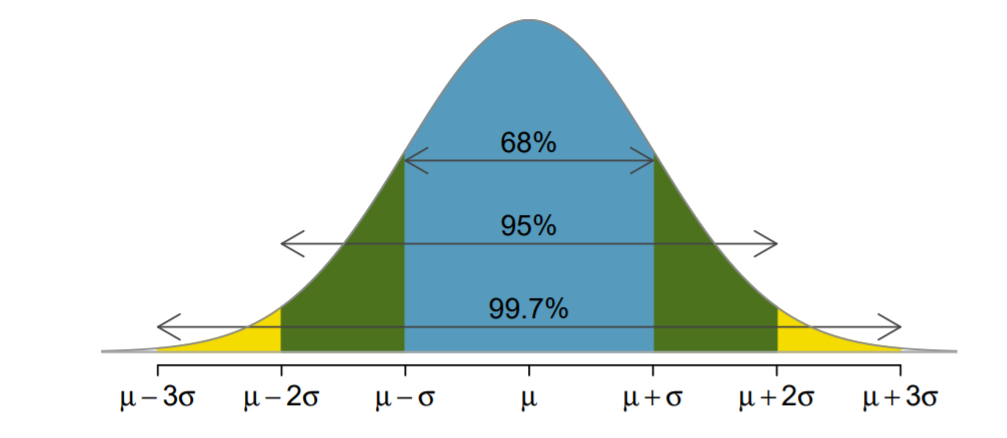 68%
95%
99.7%
μ − 3σ μ − 2σ μ − σ μ μ + σ μ + 2σ μ + 3σ